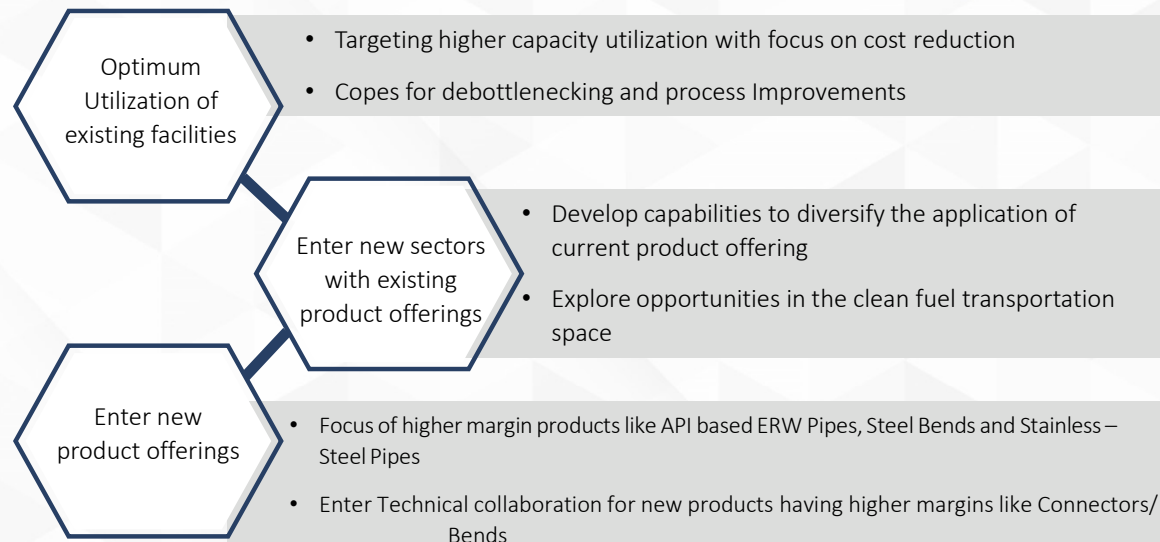 Optimum
Utilization of
existing facilities
• Targeting higher capacity utilization with focus on cost reduction
• Copes for debottlenecking and process Improvements
Enter new sectors
with existing
product offerings
• Develop capabilities to diversify the application of
current product offering
• Explore opportunities in the clean fuel transportation
space
Enter new
product offerings
• Focus of higher margin products like API based ERW Pipes, Steel Bends and Stainless –
Steel Pipes
• Enter Technical collaboration for new products having higher margins like Connectors/
Bends